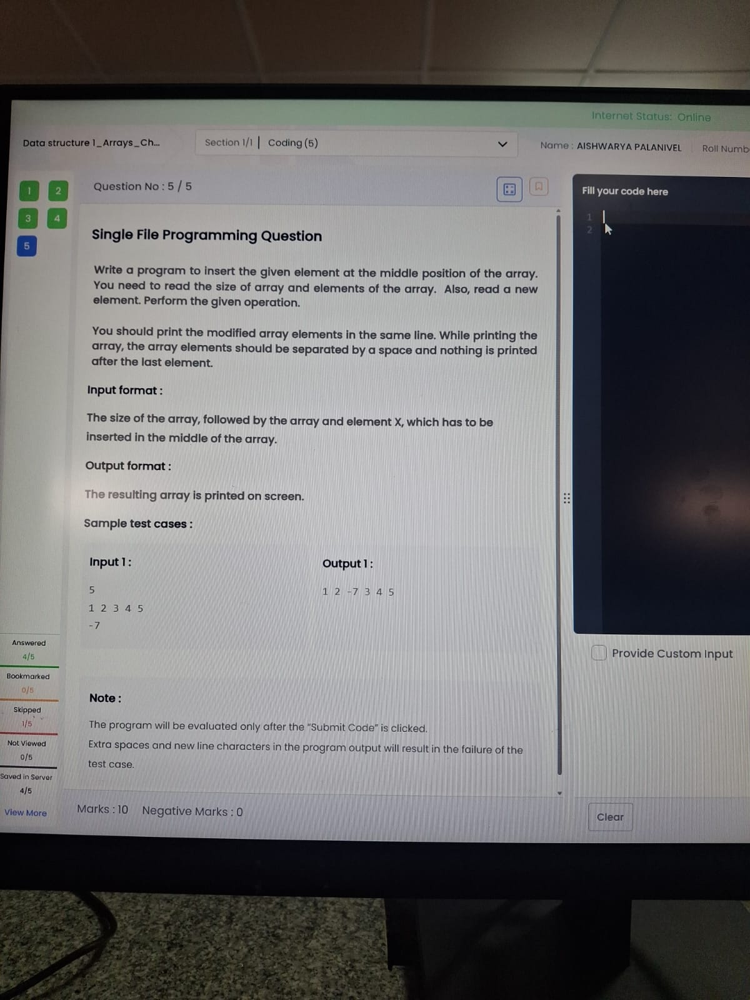 Internet Status: Online
Data structure 1_Arrays_Ch...
Section 1/1 | Coding (5)
Name : AISHWARYA PALANIVEL
Roll Numb
1 2
3 4
5
Question No : 5 / 5
Single File Programming Question
Write a program to insert the given element at the middle position of the array.
You need to read the size of array and elements of the array. Also, read a new
element. Perform the given operation.
You should print the modified array elements in the same line. While printing the
array, the array elements should be separated by a space and nothing is printed
after the last element.
Input format :
The size of the array, followed by the array and element X, which has to be
inserted in the middle of the array.
Output format :
The resulting array is printed on screen.
Sample test cases :
Input 1 :
5
1 2 3 4 5
-7
Output 1 :
1 2 -7 3 4 5
Note :
The program will be evaluated only after the “Submit Code” is clicked.
Extra spaces and new line characters in the program output will result in the failure of the
test case.
Marks : 10 Negative Marks : 0
Answered
4/5
Bookmarked
0/5
Skipped
1/5
Not Viewed
0/5
Saved in Server
4/5
View More
Fill your code here
1
2
Provide Custom Input
Clear